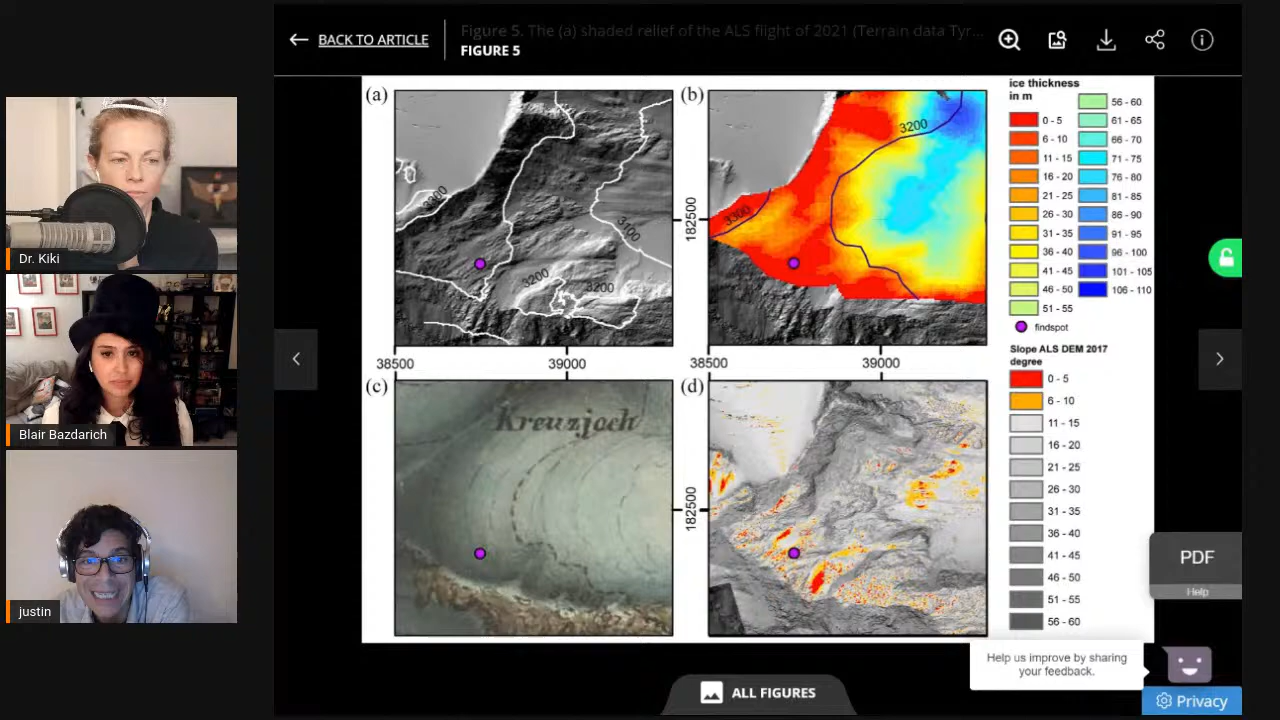 BACK TO ARTICLE
Figure 5. The (a) shaded relief of the ALS flight of 2021 (Terrain data Tyr...
FIGURE 5
Dr. Kiki
Blair Bazdarich
justin
(a)
3300
3100
3200
3200
38500
39000
(b)
3200
3300
182500
38500
39000
(c)
Kreuzjoch
(d)
182500
ice thickness
in m
0 - 5
6 - 10
11 - 15
16 - 20
21 - 25
26 - 30
31 - 35
36 - 40
41 - 45
46 - 50
51 - 55
56 - 60
61 - 65
66 - 70
71 - 75
76 - 80
81 - 85
86 - 90
91 - 95
96 - 100
101 - 105
106 - 110
findspot
Slope ALS DEM 2017
degree
0 - 5
6 - 10
11 - 15
16 - 20
21 - 25
26 - 30
31 - 35
36 - 40
41 - 45
46 - 50
51 - 55
56 - 60
PDF
Help
Help us improve by sharing
your feedback.
Privacy
ALL FIGURES